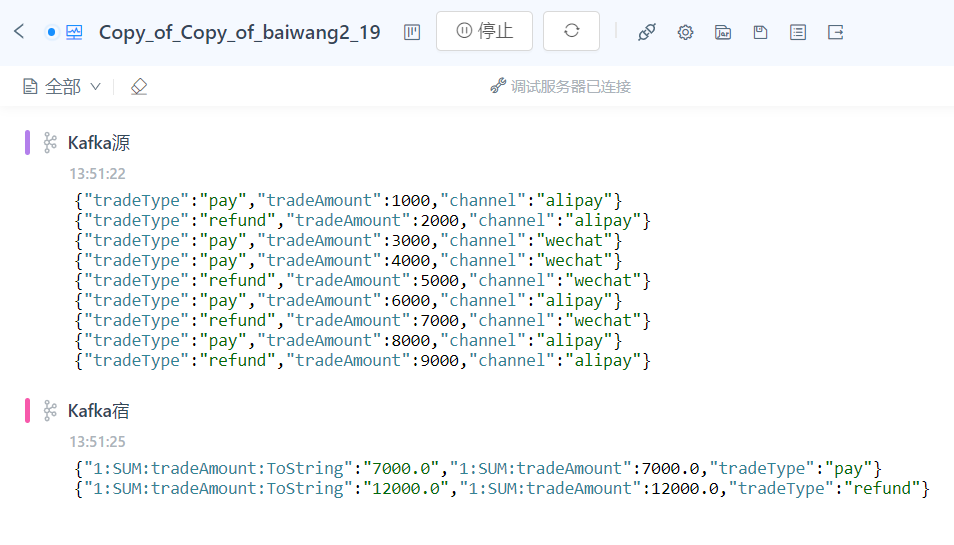 Copy_of_Copy_of_baiwang2_19
停止
Jar
全部
调试服务器已连接
Kafka源
13:51:22
{"tradeType":"pay","tradeAmount":1000,"channel":"alipay"}
{"tradeType":"refund","tradeAmount":2000,"channel":"alipay"}
{"tradeType":"pay","tradeAmount":3000,"channel":"wechat"}
{"tradeType":"pay","tradeAmount":4000,"channel":"wechat"}
{"tradeType":"refund","tradeAmount":5000,"channel":"wechat"}
{"tradeType":"pay","tradeAmount":6000,"channel":"alipay"}
{"tradeType":"refund","tradeAmount":7000,"channel":"wechat"}
{"tradeType":"pay","tradeAmount":8000,"channel":"alipay"}
{"tradeType":"refund","tradeAmount":9000,"channel":"alipay"}
Kafka宿
13:51:25
{"1:SUM:tradeAmount:ToString":"7000.0","1:SUM:tradeAmount":7000.0,"tradeType":"pay"}
{"1:SUM:tradeAmount:ToString":"12000.0","1:SUM:tradeAmount":12000.0,"tradeType":"refund"}